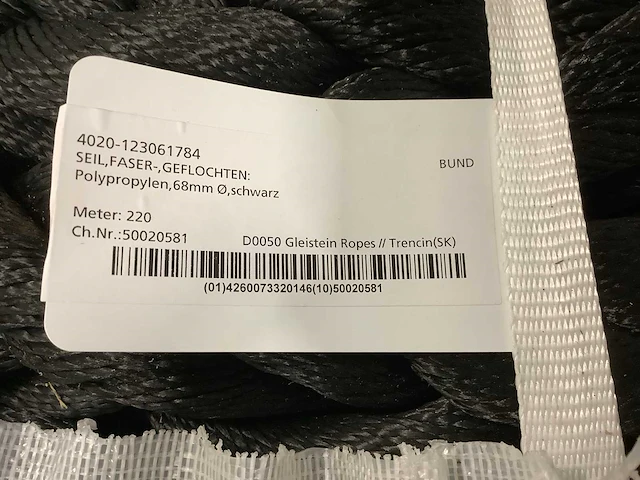 4020-123061784
SEIL,FASER-,GEFLOCHTEN:
Polypropylen,68mm Ø,schwarz
BUND
Meter: 220
Ch.Nr.:50020581
D0050 Gleistein Ropes // Trencin(SK)
(01)4260073320146(10)50020581